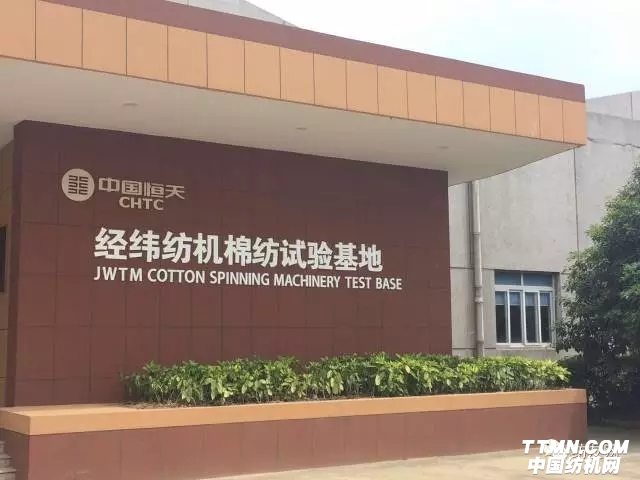 中国恒天
CHTC
经纬纺机棉纺试验基地
JWTM COTTON SPINNING MACHINERY TEST BASE
TTMN.COM
中国纺机网